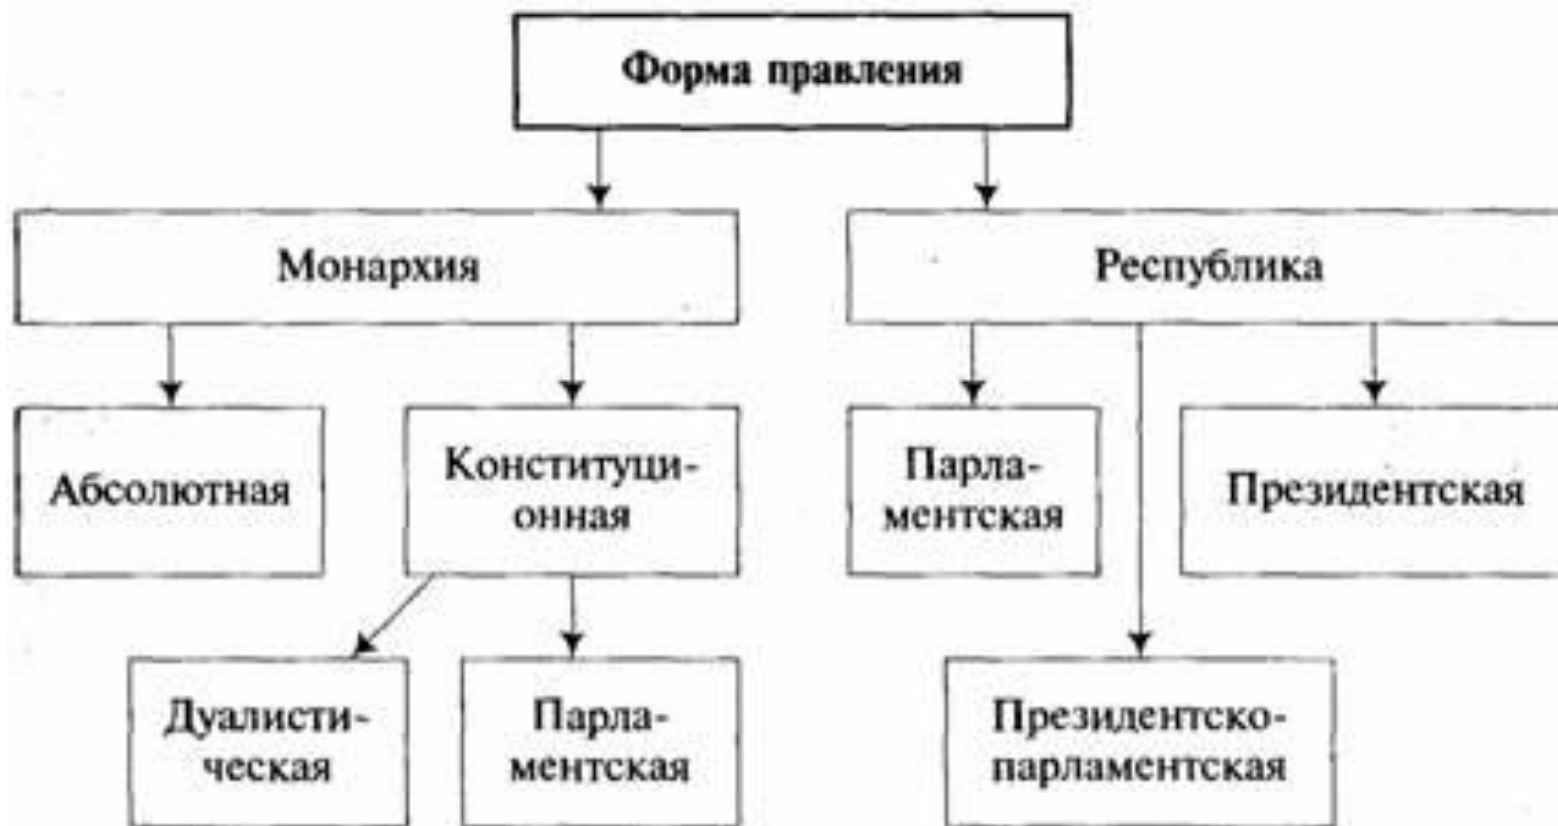 Форма правления
Монархия
Республика
Абсолютная
Конституци-
онная
Парла-
ментская
Президентская
Дуалисти-
ческая
Парла-
ментская
Президентско-
парламентская